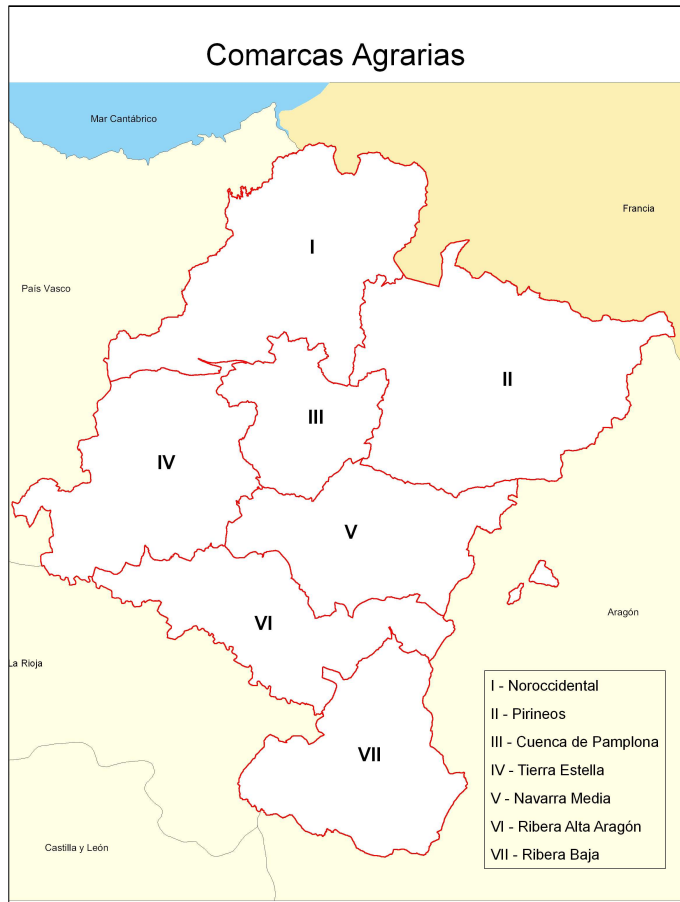 Comarcas Agrarias
Mar Cantábrico
Francia
I
País Vasco
II
III
IV
V
Aragón
VI
La Rioja
VII
Castilla y León
I - Noroccidental
II - Pirineos
III - Cuenca de Pamplona
IV - Tierra Estella
V - Navarra Media
VI - Ribera Alta Aragón
VII - Ribera Baja